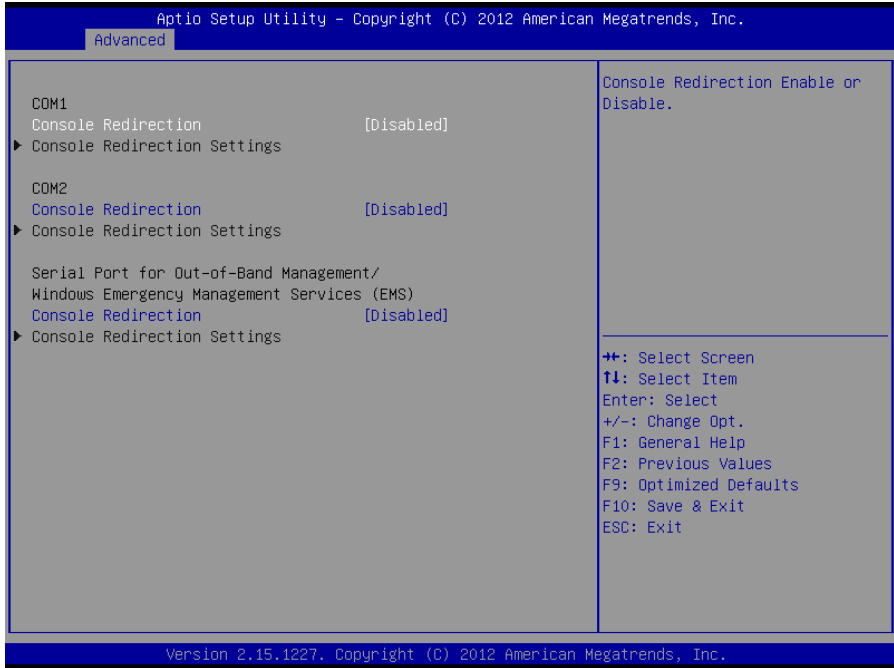 Aptio Setup Utility – Copyright (C) 2012 American Megatrends, Inc.
Advanced
COM1
Console Redirection [Disabled]
Console Redirection Settings
COM2
Console Redirection [Disabled]
Console Redirection Settings
Serial Port for Out-of-Band Management/
Windows Emergency Management Services (EMS)
Console Redirection [Disabled]
Console Redirection Settings
Console Redirection Enable or
Disable.
→←: Select Screen
↑↓: Select Item
Enter: Select
+/-: Change Opt.
F1: General Help
F2: Previous Values
F9: Optimized Defaults
F10: Save & Exit
ESC: Exit
Version 2.15.1227. Copyright (C) 2012 American Megatrends, Inc.